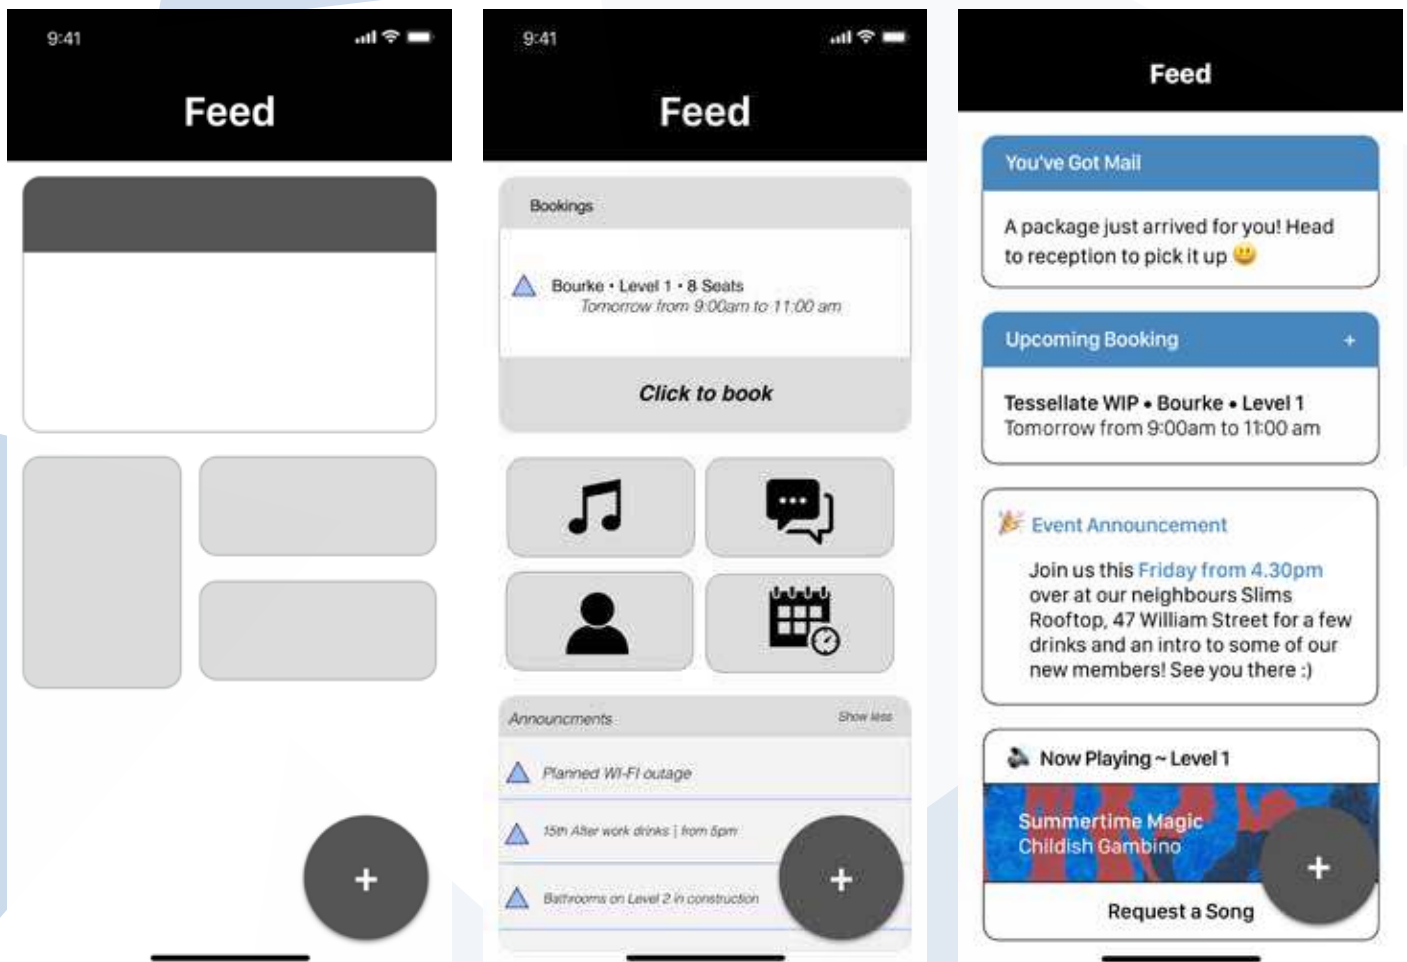 9:41
Feed
+
9:41
Feed
Bookings
Bourke • Level 1 • 8 Seats
Tomorrow from 9:00am to 11:00 am
Click to book
Announcments
Show less
Planned WI-FI outage
15th After work drinks | from 5pm
Bathrooms on Level 2 in construction
+
Feed
You've Got Mail
A package just arrived for you! Head
to reception to pick it up 😃
Upcoming Booking +
Tessellate WIP • Bourke • Level 1
Tomorrow from 9:00am to 11:00 am
🎉 Event Announcement
Join us this Friday from 4.30pm
over at our neighbours Slims
Rooftop, 47 William Street for a few
drinks and an intro to some of our
new members! See you there :)
🔊 Now Playing ~ Level 1
Summertime Magic
Childish Gambino
+
Request a Song